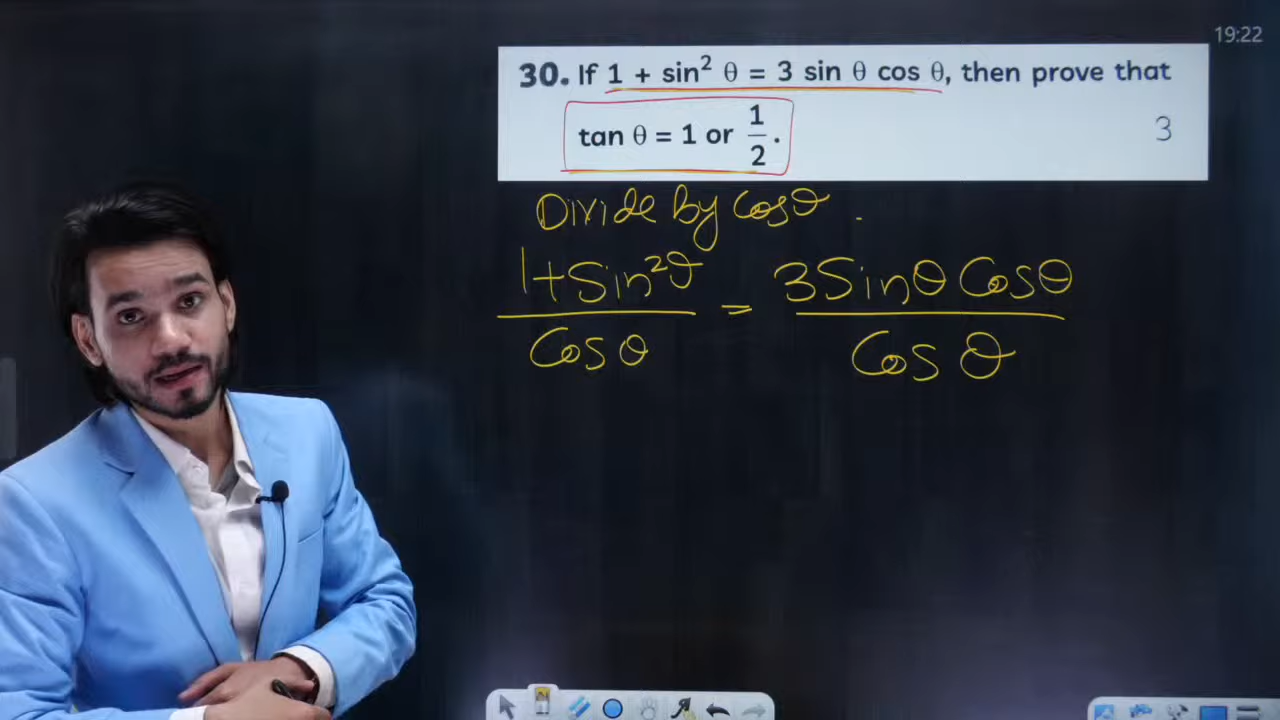 19:22
30. If 1 + sin² θ = 3 sin θ cos θ, then prove that
tan θ = 1 or 1/2.
3
Divide By Cosθ .
1+Sin²θ / Cosθ = 3Sinθ Cosθ / Cosθ